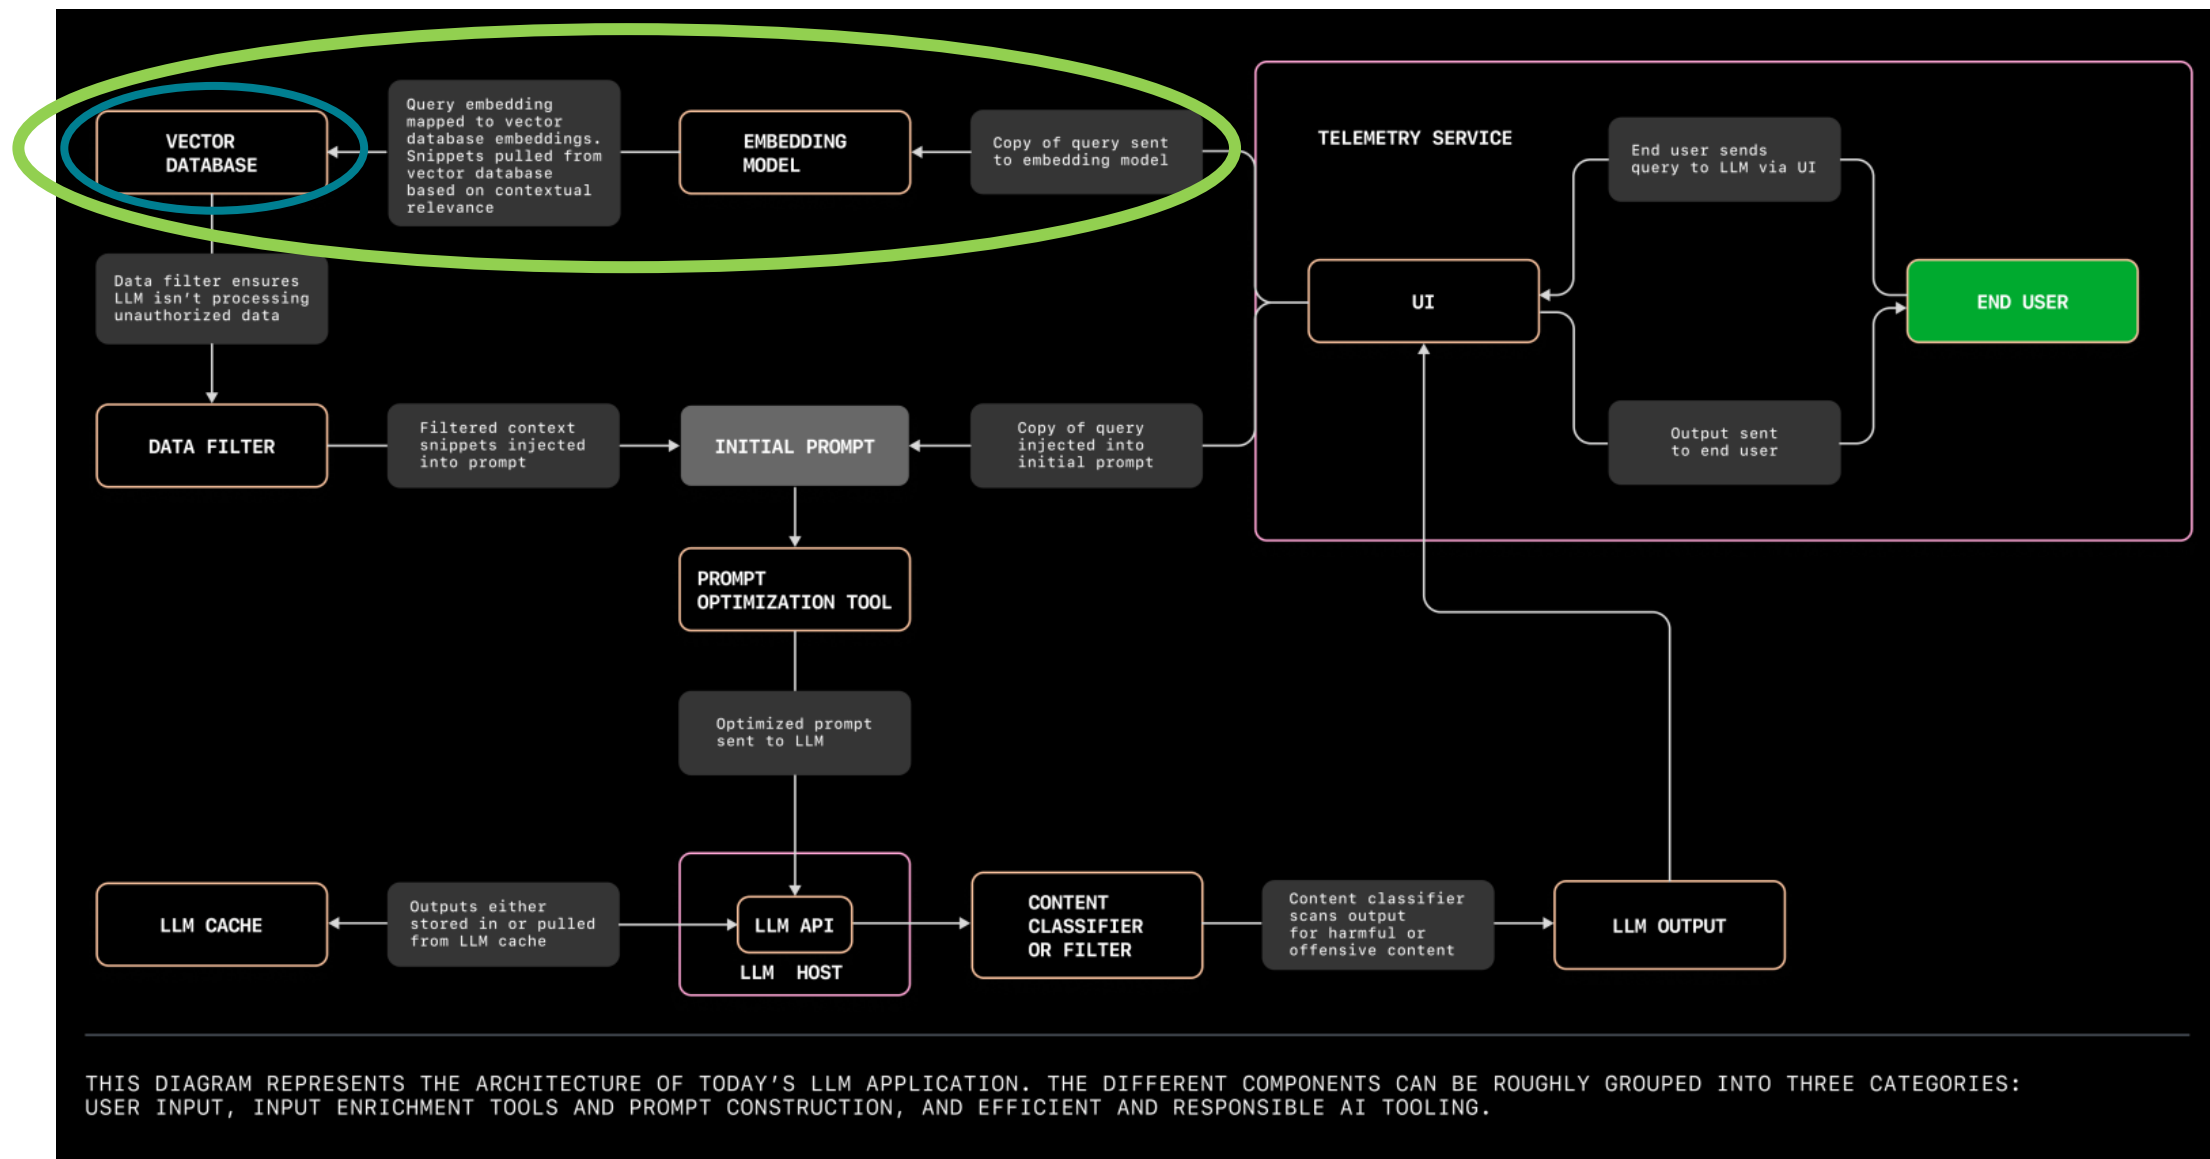 VECTOR
DATABASE
Query embedding
mapped to vector
database embeddings.
Snippets pulled from
vector database
based on contextual
relevance
EMBEDDING
MODEL
Copy of query sent
to embedding model
TELEMETRY SERVICE
End user sends
query to LLM via UI
UI
END USER
Output sent
to end user
Data filter ensures
LLM isn't processing
unauthorized data
DATA FILTER
Filtered context
snippets injected
into prompt
INITIAL PROMPT
Copy of query
injected into
initial prompt
PROMPT
OPTIMIZATION TOOL
Optimized prompt
sent to LLM
LLM CACHE
Outputs either
stored in or pulled
from LLM cache
LLM API
LLM HOST
CONTENT
CLASSIFIER
OR FILTER
Content classifier
scans output
for harmful or
offensive content
LLM OUTPUT
THIS DIAGRAM REPRESENTS THE ARCHITECTURE OF TODAY'S LLM APPLICATION. THE DIFFERENT COMPONENTS CAN BE ROUGHLY GROUPED INTO THREE CATEGORIES:
USER INPUT, INPUT ENRICHMENT TOOLS AND PROMPT CONSTRUCTION, AND EFFICIENT AND RESPONSIBLE AI TOOLING.